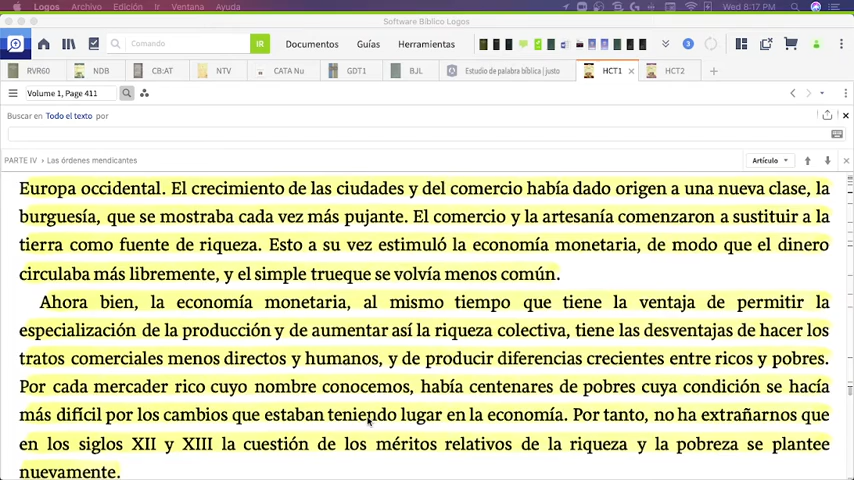 Logos Archivo Edición Ir Ventana Ayuda Wed 8:17 PM
Software Bíblico Logos
Comando IR Documentos Guías Herramientas 3
RVR60 NDB CB:AT NTV CATA Nu GDT1 BJL Estudio de palabra bíblica | justo HCT1 HCT2
Volume 1, Page 411
Buscar en Todo el texto por
PARTE IV › Las órdenes mendicantes Artículo
Europa occidental. El crecimiento de las ciudades y del comercio había dado origen a una nueva clase, la
burguesía, que se mostraba cada vez más pujante. El comercio y la artesanía comenzaron a sustituir a la
tierra como fuente de riqueza. Esto a su vez estimuló la economía monetaria, de modo que el dinero
circulaba más libremente, y el simple trueque se volvía menos común.
Ahora bien, la economía monetaria, al mismo tiempo que tiene la ventaja de permitir la
especialización de la producción y de aumentar así la riqueza colectiva, tiene las desventajas de hacer los
tratos comerciales menos directos y humanos, y de producir diferencias crecientes entre ricos y pobres.
Por cada mercader rico cuyo nombre conocemos, había centenares de pobres cuya condición se hacía
más difícil por los cambios que estaban teniendo lugar en la economía. Por tanto, no ha extrañarnos que
en los siglos XII y XIII la cuestión de los méritos relativos de la riqueza y la pobreza se plantee
nuevamente.